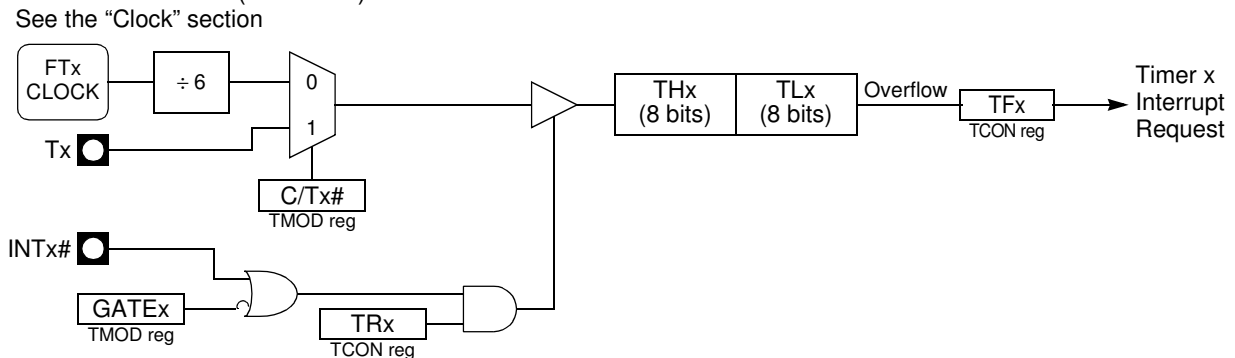 See the “Clock” section
FTx
CLOCK
÷ 6
0
1
Tx
C/Tx#
TMOD reg
THx
(8 bits)
TLx
(8 bits)
Overflow
TFx
TCON reg
Timer x
Interrupt
Request
INTx#
GATEx
TMOD reg
TRx
TCON reg